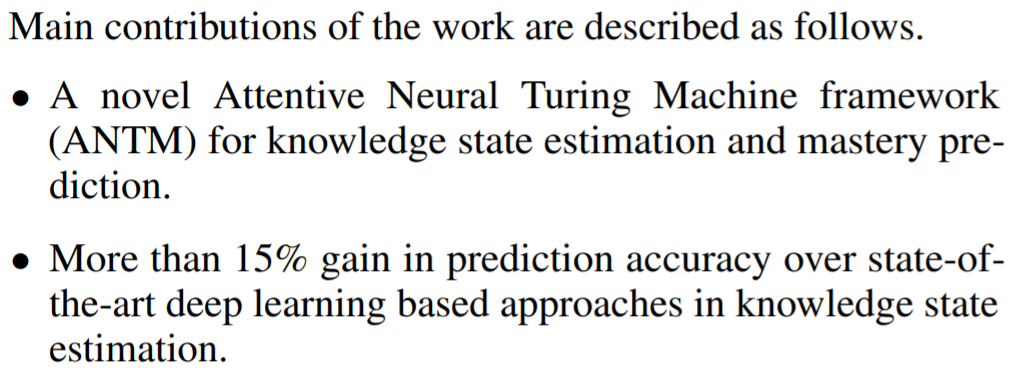 Main contributions of the work are described as follows.
• A novel Attentive Neural Turing Machine framework
(ANTM) for knowledge state estimation and mastery pre-
diction.
• More than 15% gain in prediction accuracy over state-of-
the-art deep learning based approaches in knowledge state
estimation.